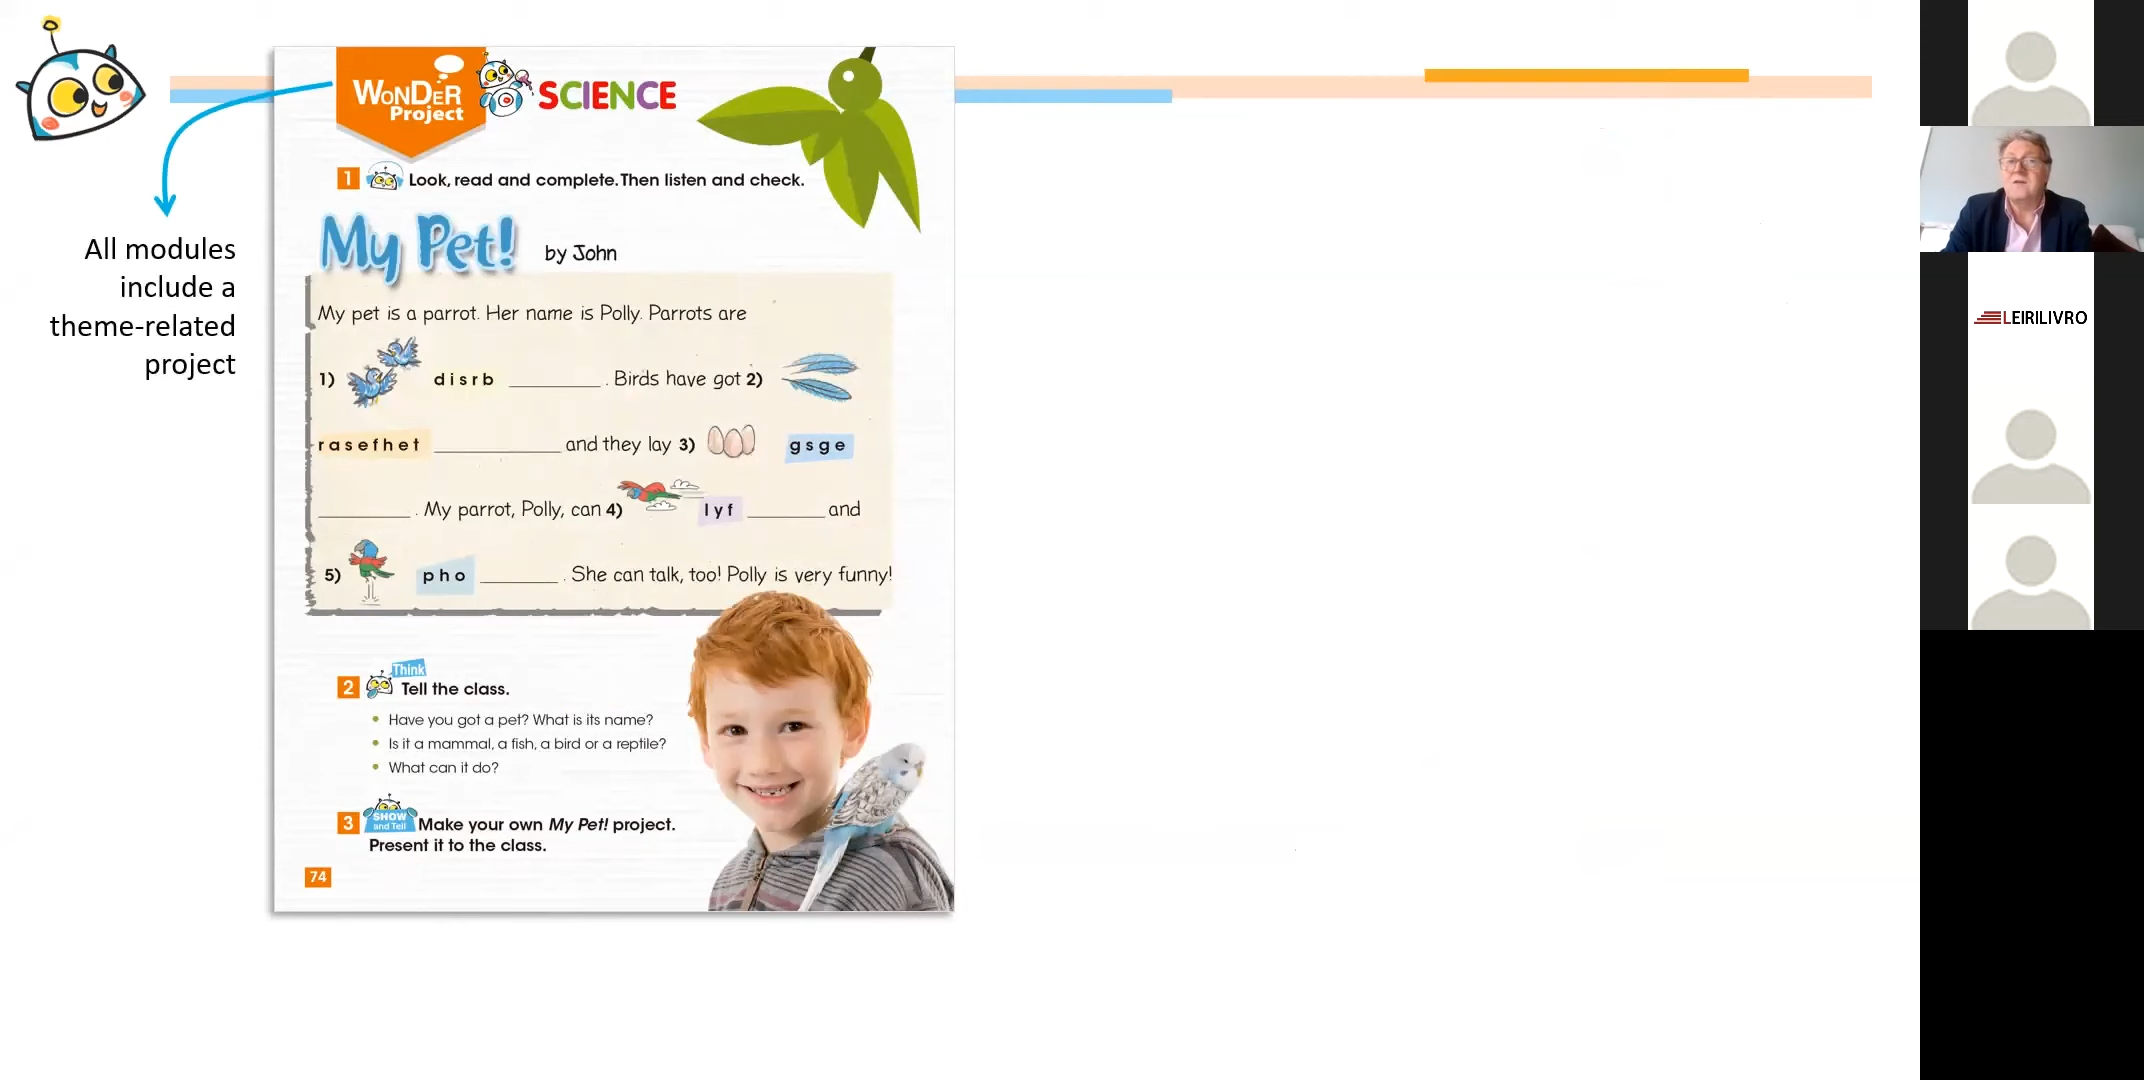 All modules
include a
theme-related
project
WONDER
Project
SCIENCE
1 Look, read and complete. Then listen and check.
My Pet! by John
My pet is a parrot. Her name is Polly. Parrots are
1) d i s r b ________ . Birds have got 2)
r a s e f h e t ________ and they lay 3) g s g e
________ . My parrot, Polly, can 4) l y f ________ and
5) p h o ________ . She can talk, too! Polly is very funny!
Think
2 Tell the class.
• Have you got a pet? What is its name?
• Is it a mammal, a fish, a bird or a reptile?
• What can it do?
SHOW
and Tell
3 Make your own My Pet! project.
Present it to the class.
74
LEIRILIVRO